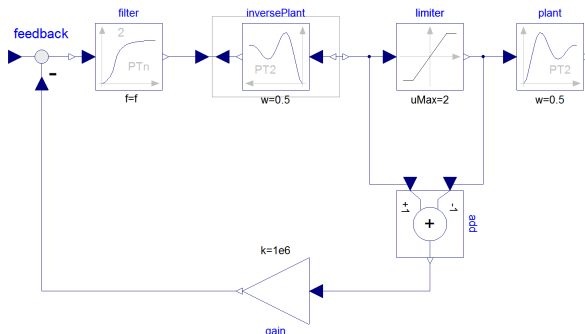 filter
inversePlant
limiter
plant
feedback
2
PTn
PT2
PT2
-
f=f
w=0.5
uMax=2
w=0.5
+1
-1
+
add
k=1e6
gain